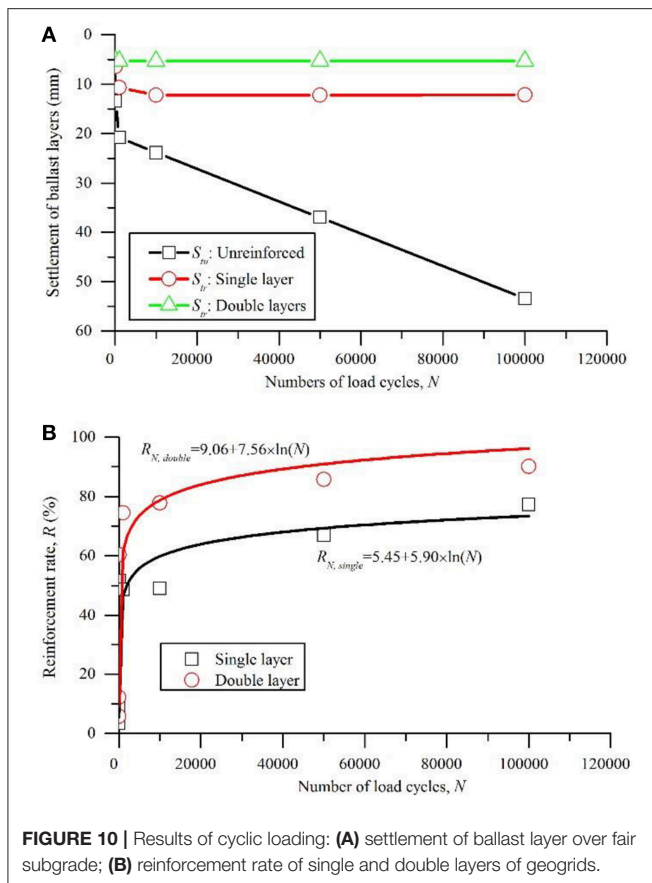 A
0
10
20
30
40
50
60
Settlement of ballast layers (mm)
S_tu: Unreinforced
S_tr: Single layer
S_tr: Double layers
0 20000 40000 60000 80000 100000 120000
Numbers of load cycles, N
B
100
80
60
40
20
0
Reinforcement rate, R (%)
R_N, double=9.06+7.56×ln(N)
R_N, single=5.45+5.90×ln(N)
Single layer
Double layer
0 20000 40000 60000 80000 100000 120000
Number of load cycles, N
FIGURE 10 | Results of cyclic loading: (A) settlement of ballast layer over fair
subgrade; (B) reinforcement rate of single and double layers of geogrids.